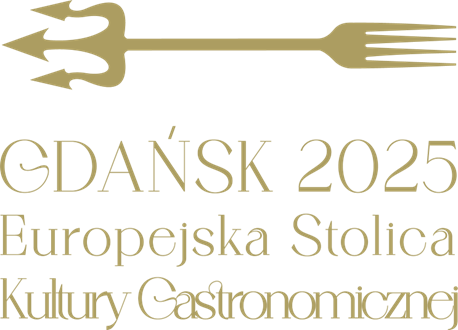 GDAŃSK 2025
Europejska Stolica
Kultury Gastronomicznej